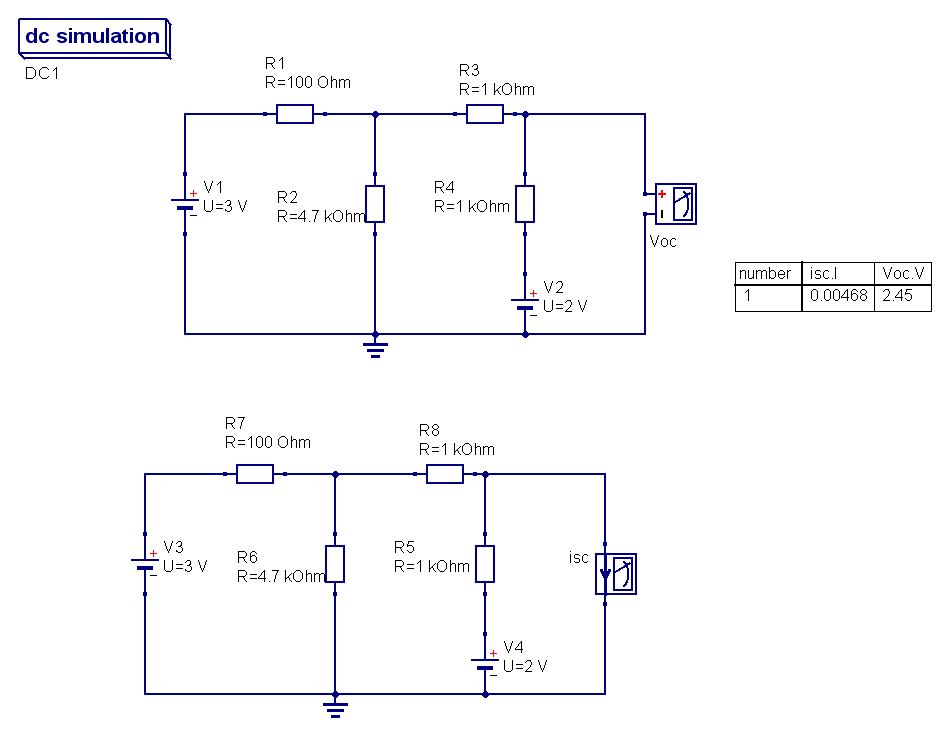 dc simulation
DC1
R1
R=100 Ohm
R3
R=1 kOhm
V1
U=3 V
R2
R=4.7 kOhm
R4
R=1 kOhm
Voc
V2
U=2 V
number isc.I Voc.V
1 0.00468 2.45
R7
R=100 Ohm
R8
R=1 kOhm
V3
U=3 V
R6
R=4.7 kOhm
R5
R=1 kOhm
isc
V4
U=2 V